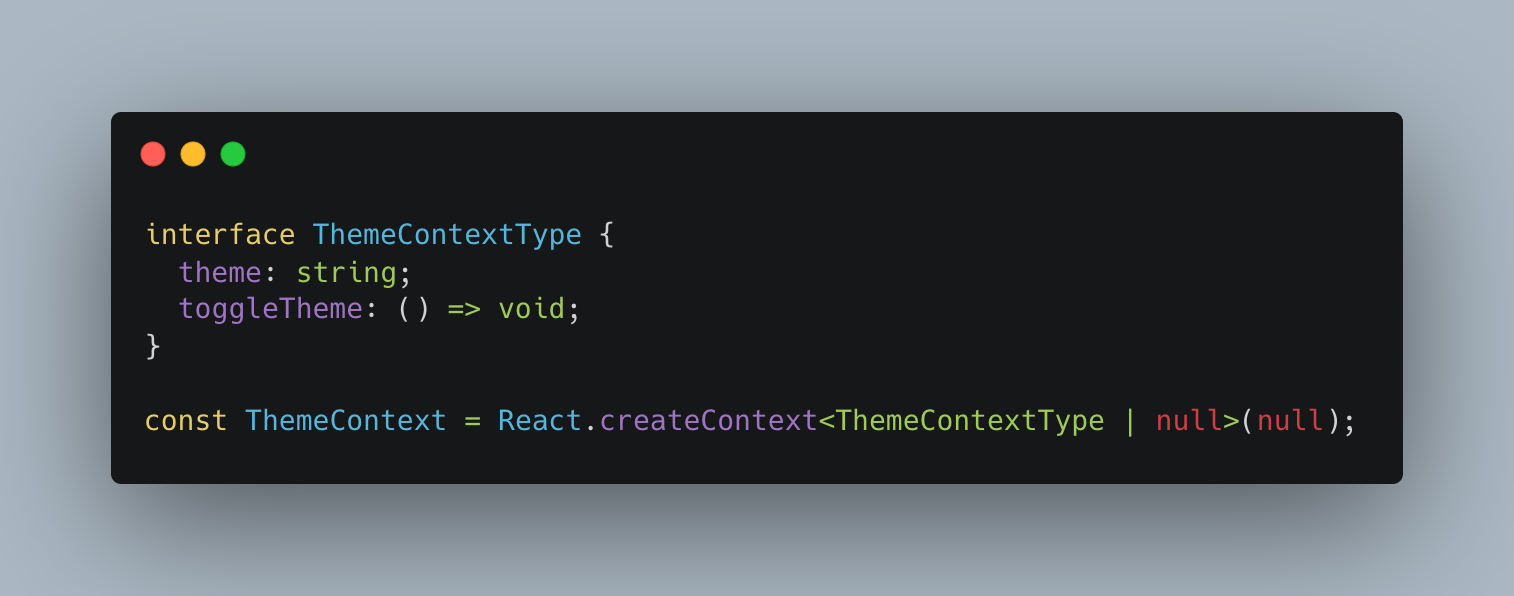 interface ThemeContextType {
  theme: string;
  toggleTheme: () => void;
}
const ThemeContext = React.createContext<ThemeContextType | null>(null);